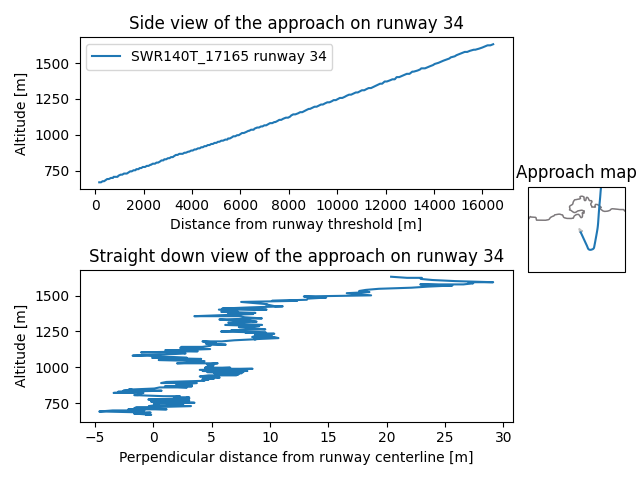 Side view of the approach on runway 34
SWR140T_17165 runway 34
Altitude [m]
1500
1250
1000
750
0 2000 4000 6000 8000 10000 12000 14000 16000
Distance from runway threshold [m]
Approach map
Straight down view of the approach on runway 34
Altitude [m]
1500
1250
1000
750
−5 0 5 10 15 20 25 30
Perpendicular distance from runway centerline [m]